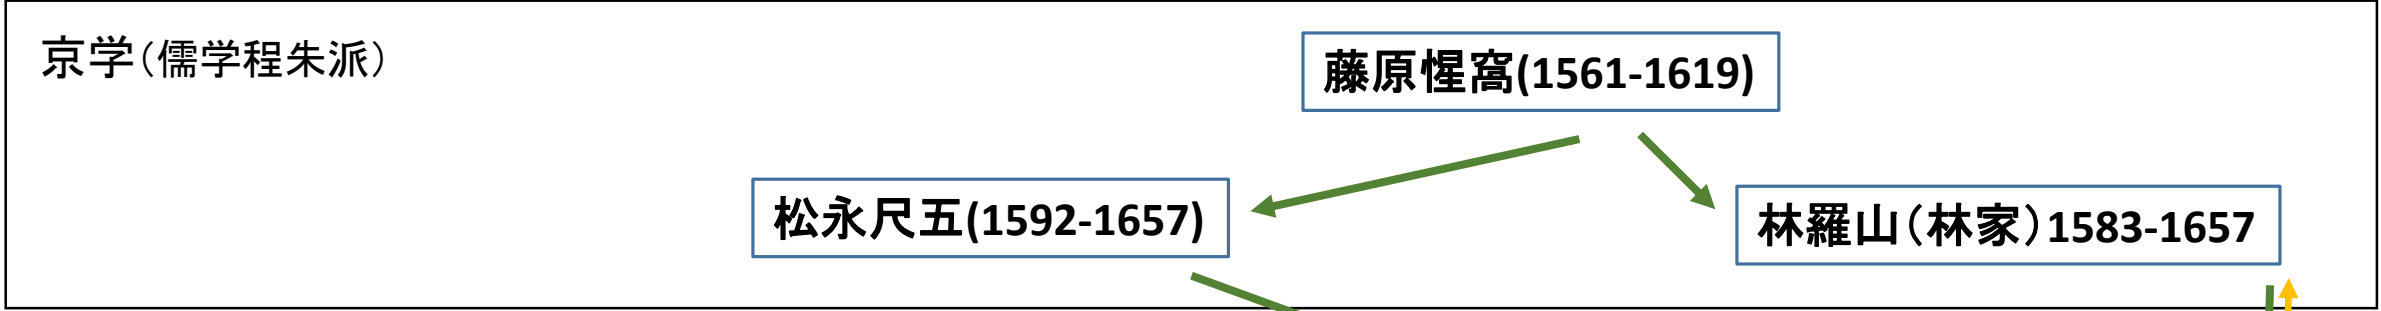 京学（儒学程朱派）
藤原惺窩(1561-1619)
松永尺五(1592-1657)
林羅山（林家）1583-1657